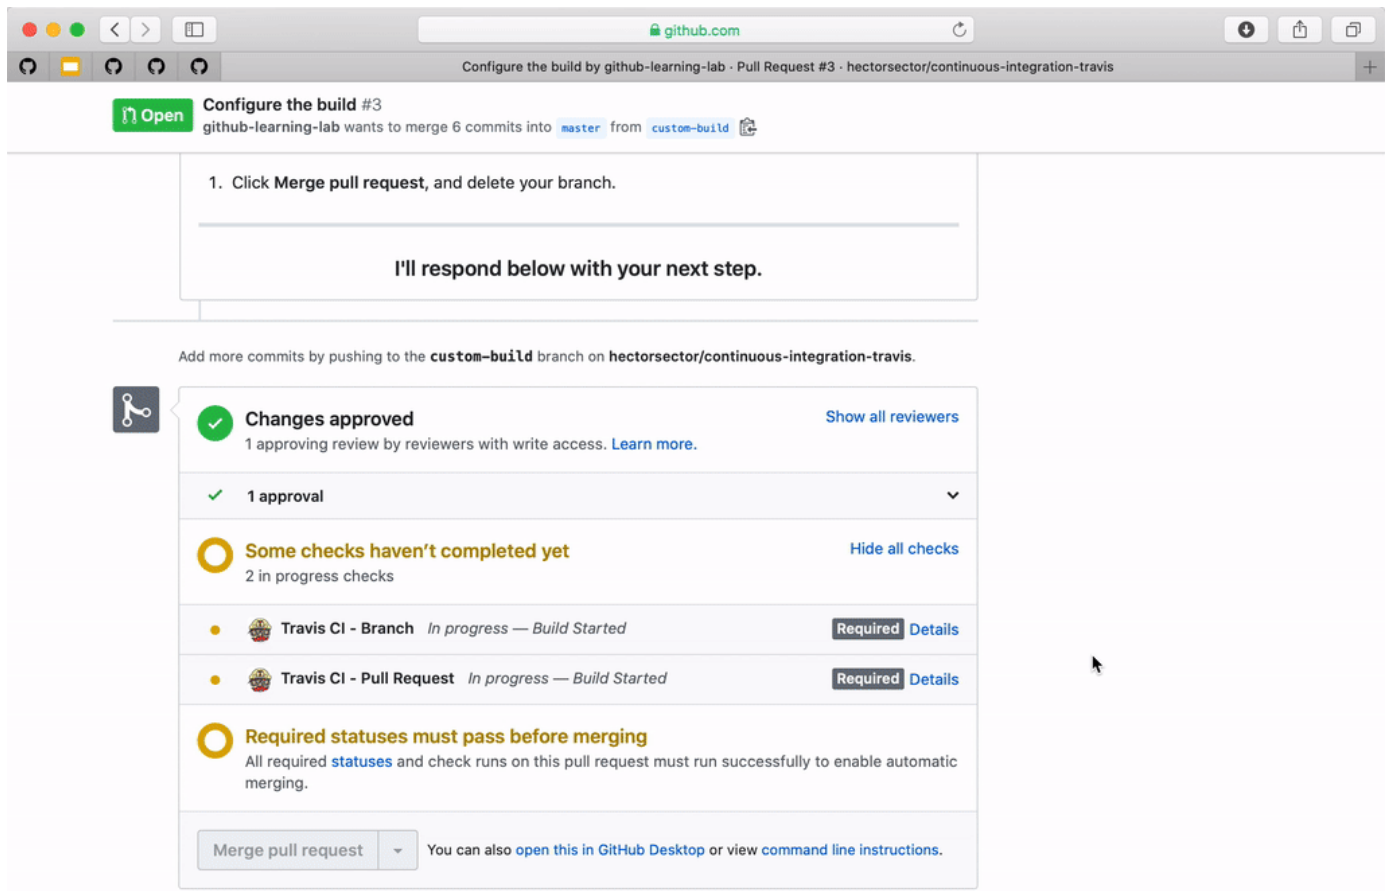 github.com
Configure the build by github-learning-lab · Pull Request #3 · hectorsector/continuous-integration-travis
Open
Configure the build #3
github-learning-lab wants to merge 6 commits into master from custom-build
1. Click Merge pull request, and delete your branch.
I'll respond below with your next step.
Add more commits by pushing to the custom-build branch on hectorsector/continuous-integration-travis.
Changes approved
Show all reviewers
1 approving review by reviewers with write access. Learn more.
1 approval
Some checks haven't completed yet
Hide all checks
2 in progress checks
Travis CI - Branch In progress — Build Started Required Details
Travis CI - Pull Request In progress — Build Started Required Details
Required statuses must pass before merging
All required statuses and check runs on this pull request must run successfully to enable automatic
merging.
Merge pull request
You can also open this in GitHub Desktop or view command line instructions.